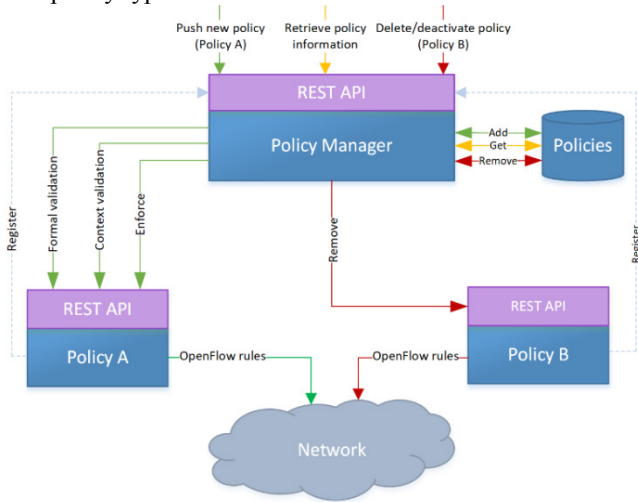 Push new policy
(Policy A)
Retrieve policy
information
Delete/deactivate policy
(Policy B)
REST API
Policy Manager
Add
Get
Remove
Policies
Register
Formal validation
Context validation
Enforce
Remove
Register
REST API
Policy A
REST API
Policy B
OpenFlow rules
OpenFlow rules
Network